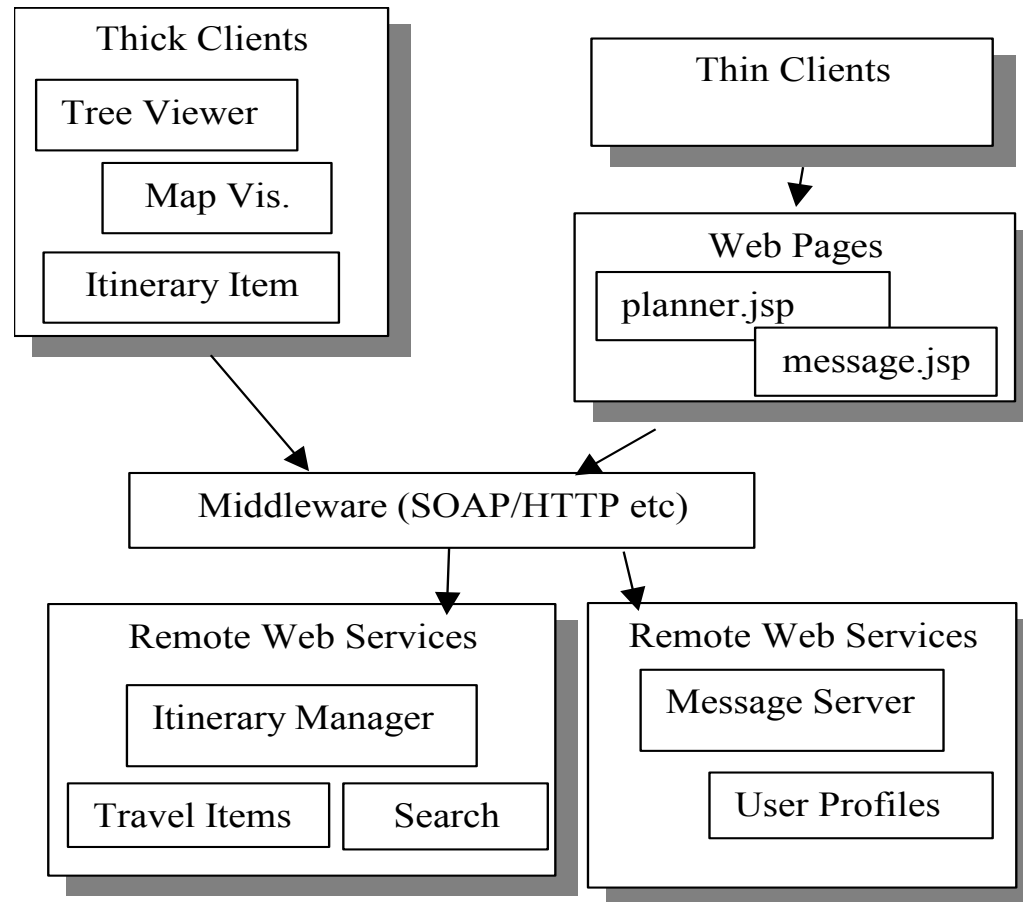 Thick Clients
Tree Viewer
Map Vis.
Itinerary Item
Thin Clients
Web Pages
planner.jsp
message.jsp
Middleware (SOAP/HTTP etc)
Remote Web Services
Itinerary Manager
Travel Items
Search
Remote Web Services
Message Server
User Profiles